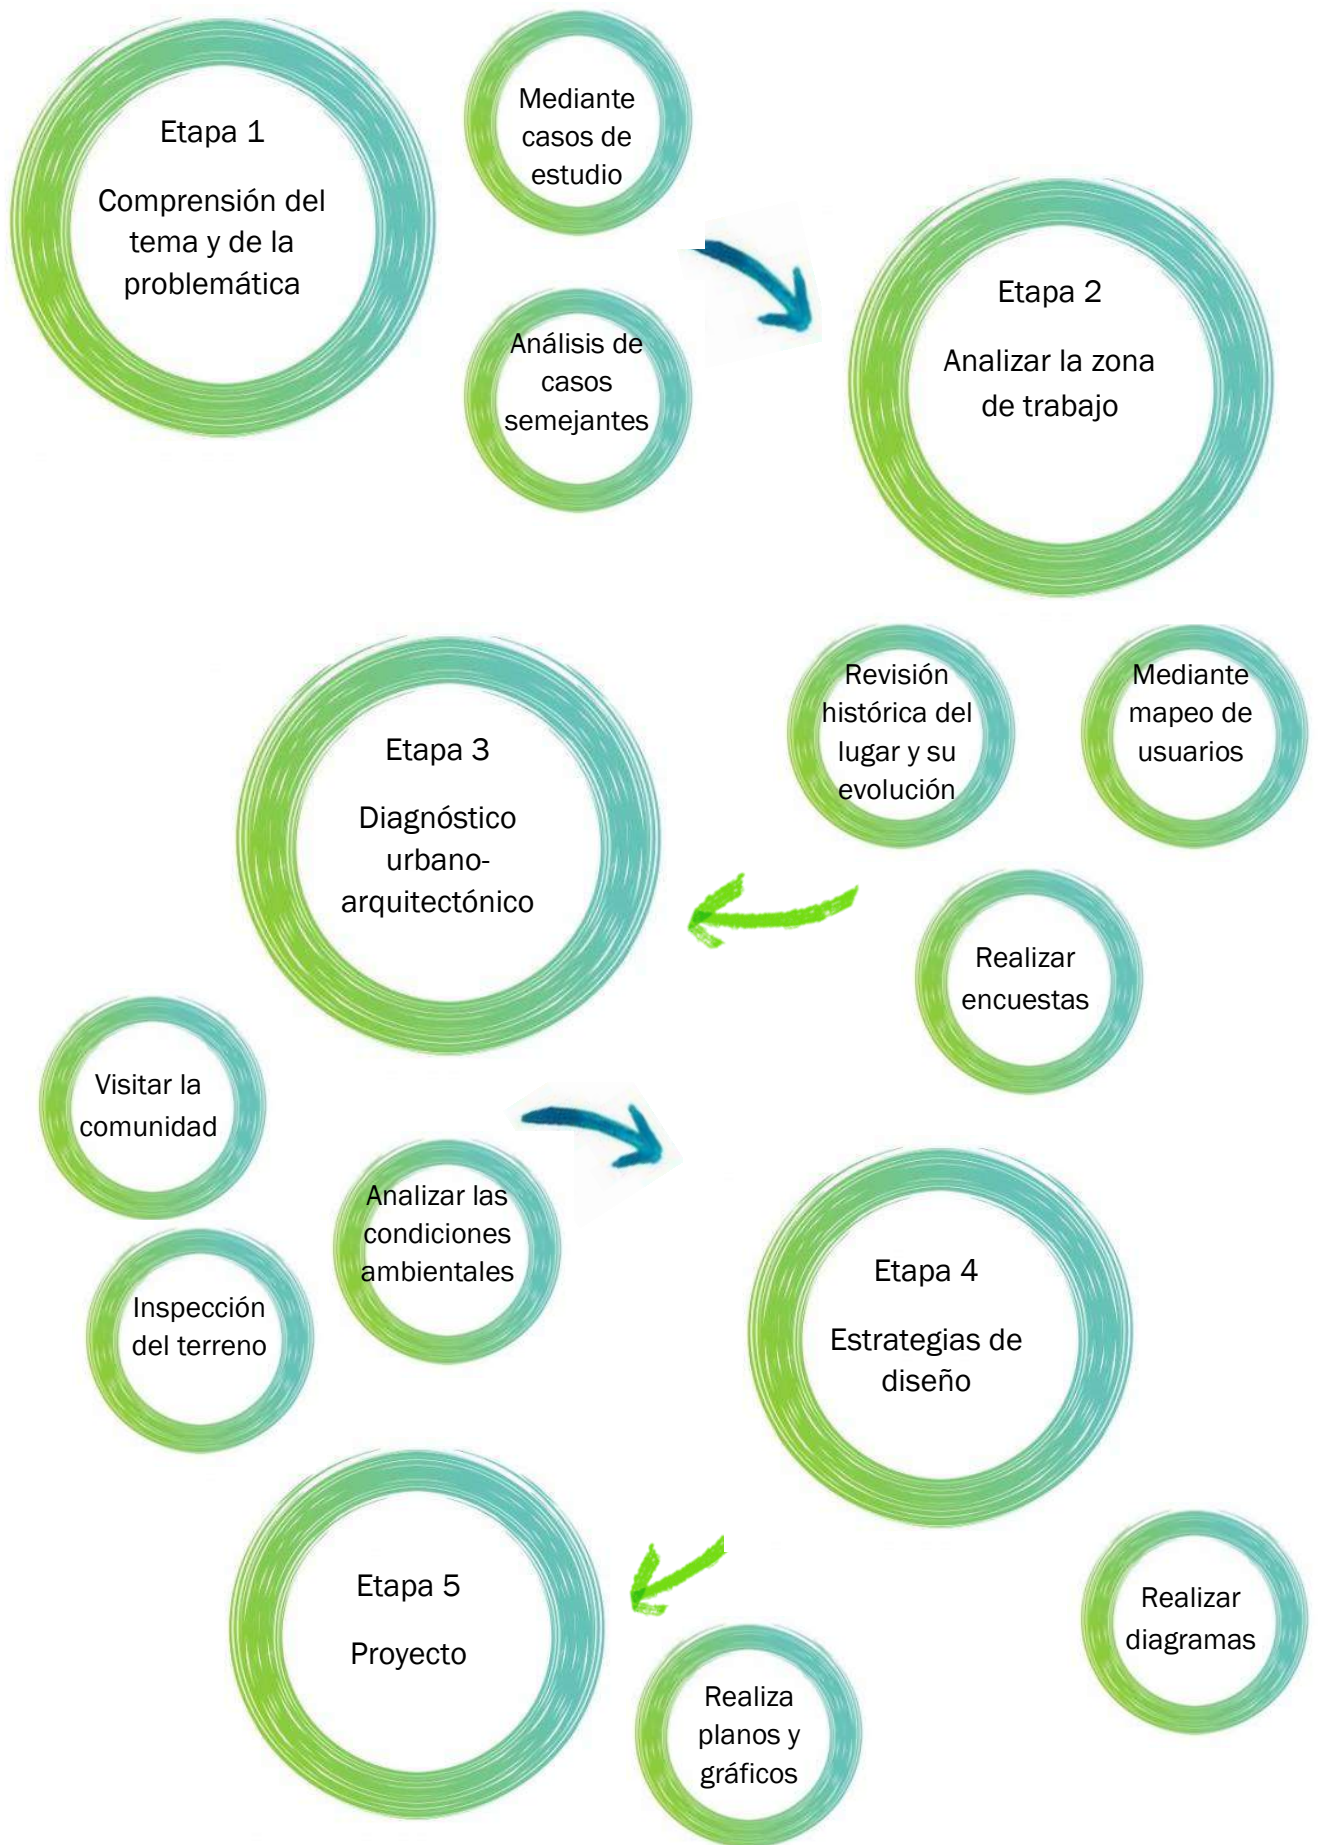 Etapa 1
Comprensión del
tema y de la
problemática
Mediante
casos de
estudio
Análisis de
casos
semejantes
Etapa 2
Analizar la zona
de trabajo
Revisión
histórica del
lugar y su
evolución
Mediante
mapeo de
usuarios
Realizar
encuestas
Etapa 3
Diagnóstico
urbano-
arquitectónico
Visitar la
comunidad
Inspección
del terreno
Analizar las
condiciones
ambientales
Etapa 4
Estrategias de
diseño
Realizar
diagramas
Etapa 5
Proyecto
Realiza
planos y
gráficos